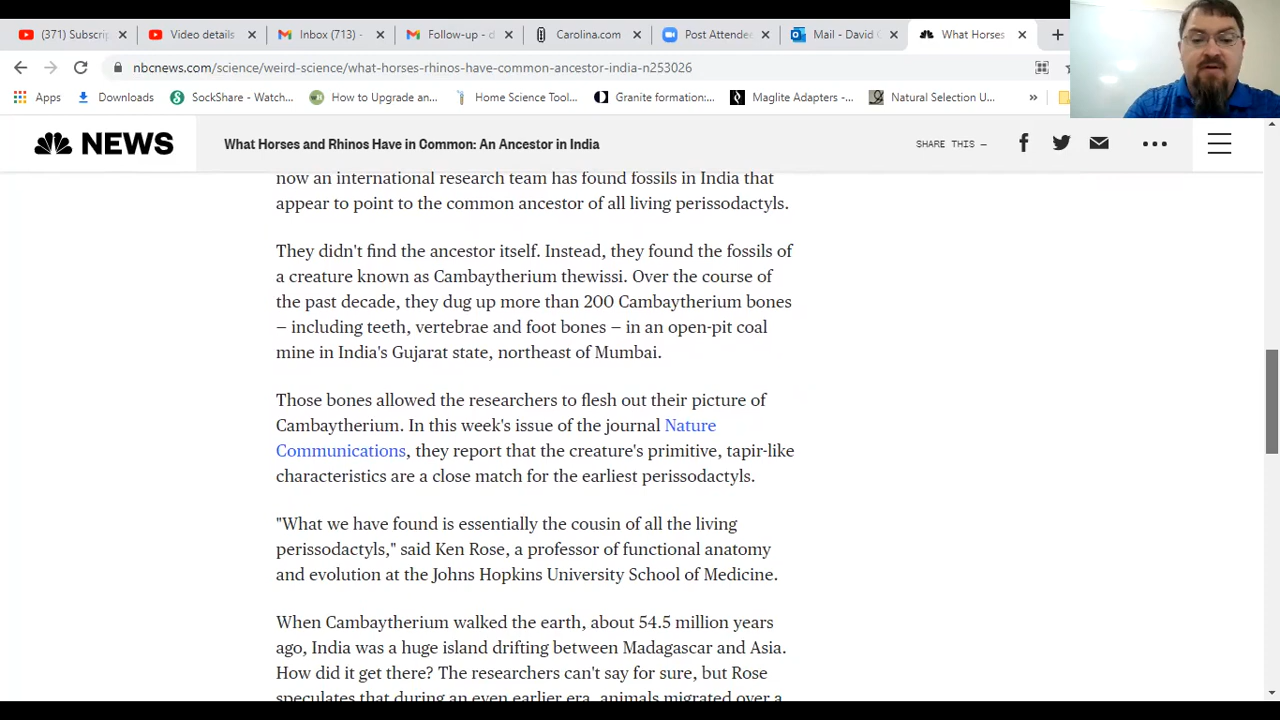 (371) Subscri
Video details
Inbox (713) -
Follow-up - d
Carolina.com
Post Attende
Mail - David C
What Horses
nbcnews.com/science/weird-science/what-horses-rhinos-have-common-ancestor-india-n253026
Apps
Downloads
SockShare - Watch...
How to Upgrade an...
Home Science Tool...
Granite formation:...
Maglite Adapters -...
Natural Selection U...
»
NEWS
What Horses and Rhinos Have in Common: An Ancestor in India
SHARE THIS —
now an international research team has found fossils in India that
appear to point to the common ancestor of all living perissodactyls.
They didn't find the ancestor itself. Instead, they found the fossils of
a creature known as Cambaytherium thewissi. Over the course of
the past decade, they dug up more than 200 Cambaytherium bones
— including teeth, vertebrae and foot bones — in an open-pit coal
mine in India's Gujarat state, northeast of Mumbai.
Those bones allowed the researchers to flesh out their picture of
Cambaytherium. In this week's issue of the journal Nature
Communications, they report that the creature's primitive, tapir-like
characteristics are a close match for the earliest perissodactyls.
"What we have found is essentially the cousin of all the living
perissodactyls," said Ken Rose, a professor of functional anatomy
and evolution at the Johns Hopkins University School of Medicine.
When Cambaytherium walked the earth, about 54.5 million years
ago, India was a huge island drifting between Madagascar and Asia.
How did it get there? The researchers can't say for sure, but Rose
speculates that during an even earlier era, animals migrated over a